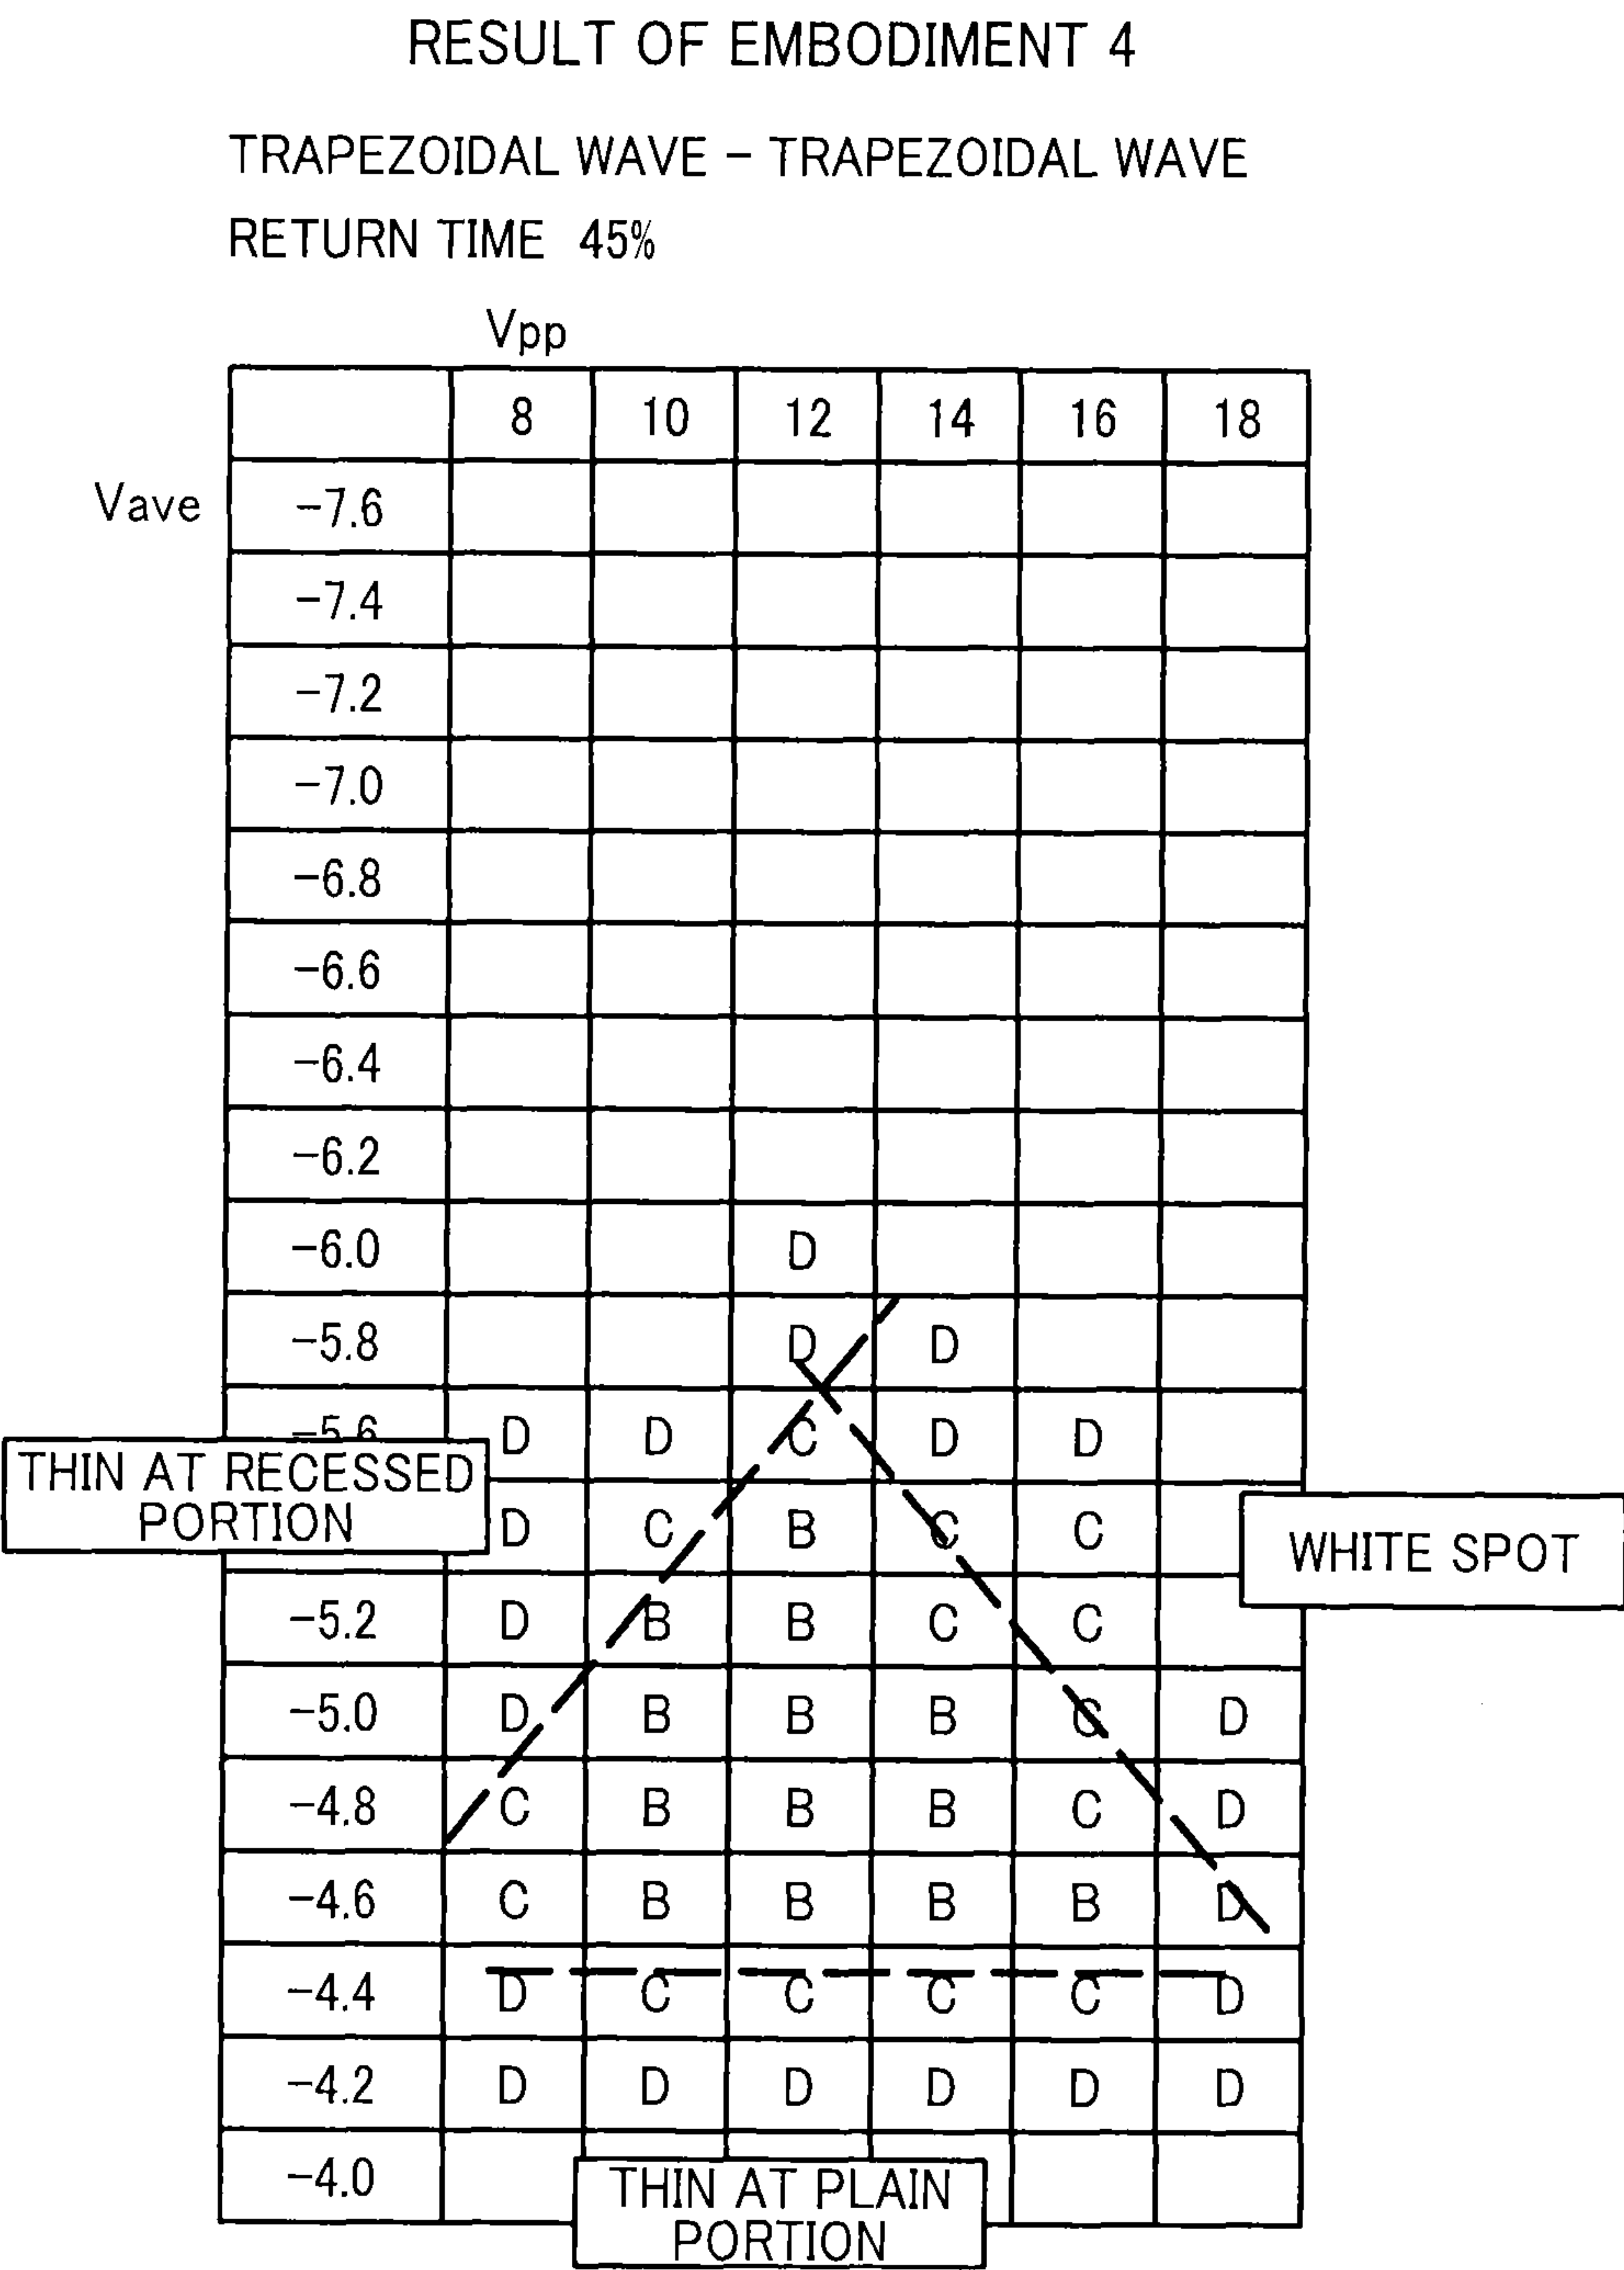 RESULT OF EMBODIMENT 4
TRAPEZOIDAL WAVE – TRAPEZOIDAL WAVE
RETURN TIME 45%
Vpp
8 10 12 14 16 18
Vave −7.6
−7.4
−7.2
−7.0
−6.8
−6.6
−6.4
−6.2
−6.0 D
−5.8 D D
−5.6 D D C D D
THIN AT RECESSED
PORTION
D C B C C
WHITE SPOT
−5.2 D B B C C
−5.0 D B B B C D
−4.8 C B B B C D
−4.6 C B B B B D
−4.4 D C C C C D
−4.2 D D D D D D
−4.0
THIN AT PLAIN
PORTION